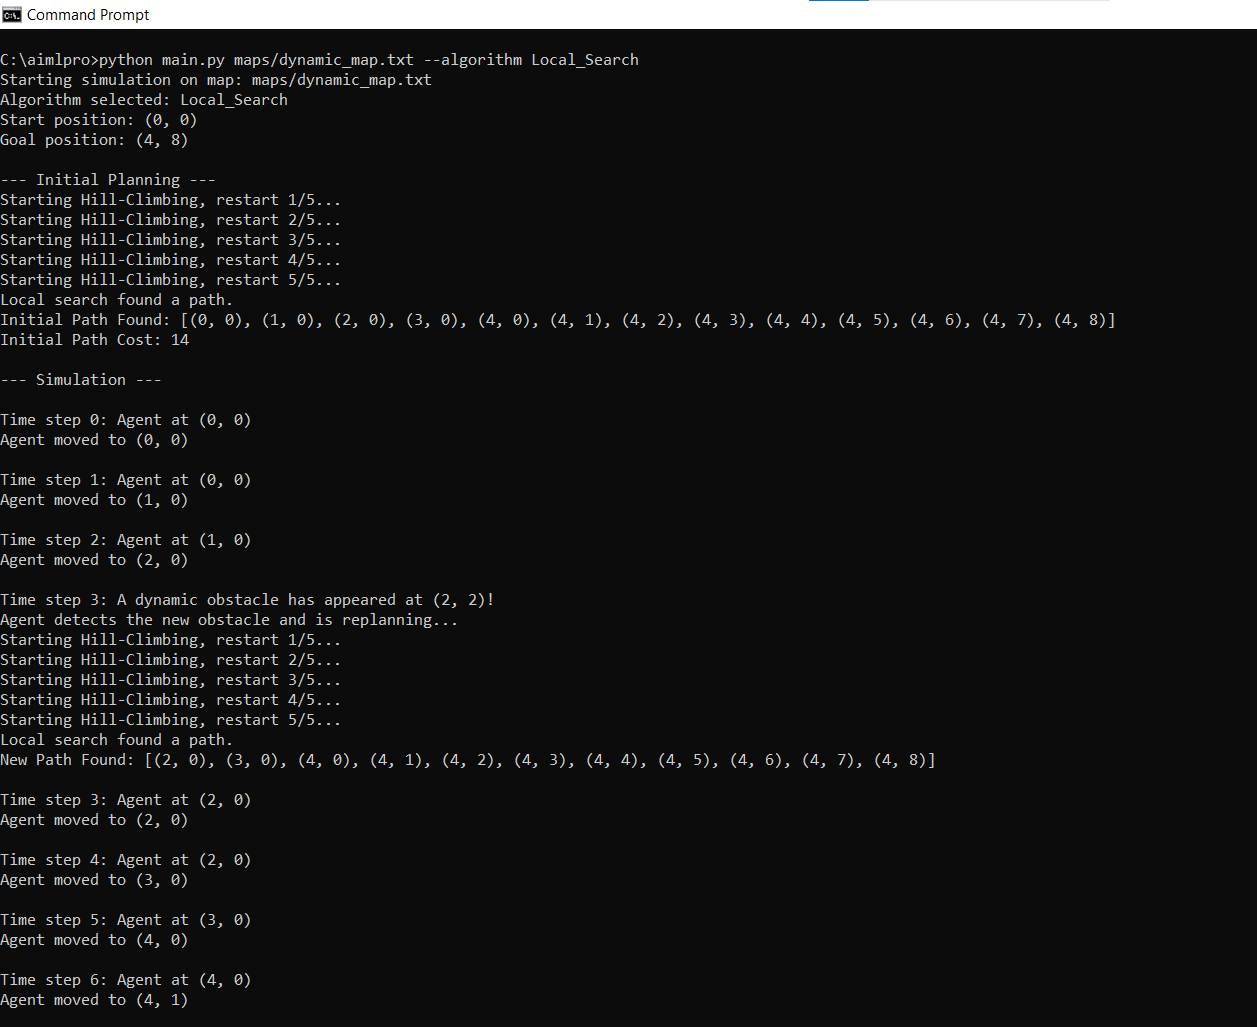 Command Prompt
C:\aimlpro>python main.py maps/dynamic_map.txt --algorithm Local_Search
Starting simulation on map: maps/dynamic_map.txt
Algorithm selected: Local_Search
Start position: (0, 0)
Goal position: (4, 8)
--- Initial Planning ---
Starting Hill-Climbing, restart 1/5...
Starting Hill-Climbing, restart 2/5...
Starting Hill-Climbing, restart 3/5...
Starting Hill-Climbing, restart 4/5...
Starting Hill-Climbing, restart 5/5...
Local search found a path.
Initial Path Found: [(0, 0), (1, 0), (2, 0), (3, 0), (4, 0), (4, 1), (4, 2), (4, 3), (4, 4), (4, 5), (4, 6), (4, 7), (4, 8)]
Initial Path Cost: 14
--- Simulation ---
Time step 0: Agent at (0, 0)
Agent moved to (0, 0)
Time step 1: Agent at (0, 0)
Agent moved to (1, 0)
Time step 2: Agent at (1, 0)
Agent moved to (2, 0)
Time step 3: A dynamic obstacle has appeared at (2, 2)!
Agent detects the new obstacle and is replanning...
Starting Hill-Climbing, restart 1/5...
Starting Hill-Climbing, restart 2/5...
Starting Hill-Climbing, restart 3/5...
Starting Hill-Climbing, restart 4/5...
Starting Hill-Climbing, restart 5/5...
Local search found a path.
New Path Found: [(2, 0), (3, 0), (4, 0), (4, 1), (4, 2), (4, 3), (4, 4), (4, 5), (4, 6), (4, 7), (4, 8)]
Time step 3: Agent at (2, 0)
Agent moved to (2, 0)
Time step 4: Agent at (2, 0)
Agent moved to (3, 0)
Time step 5: Agent at (3, 0)
Agent moved to (4, 0)
Time step 6: Agent at (4, 0)
Agent moved to (4, 1)